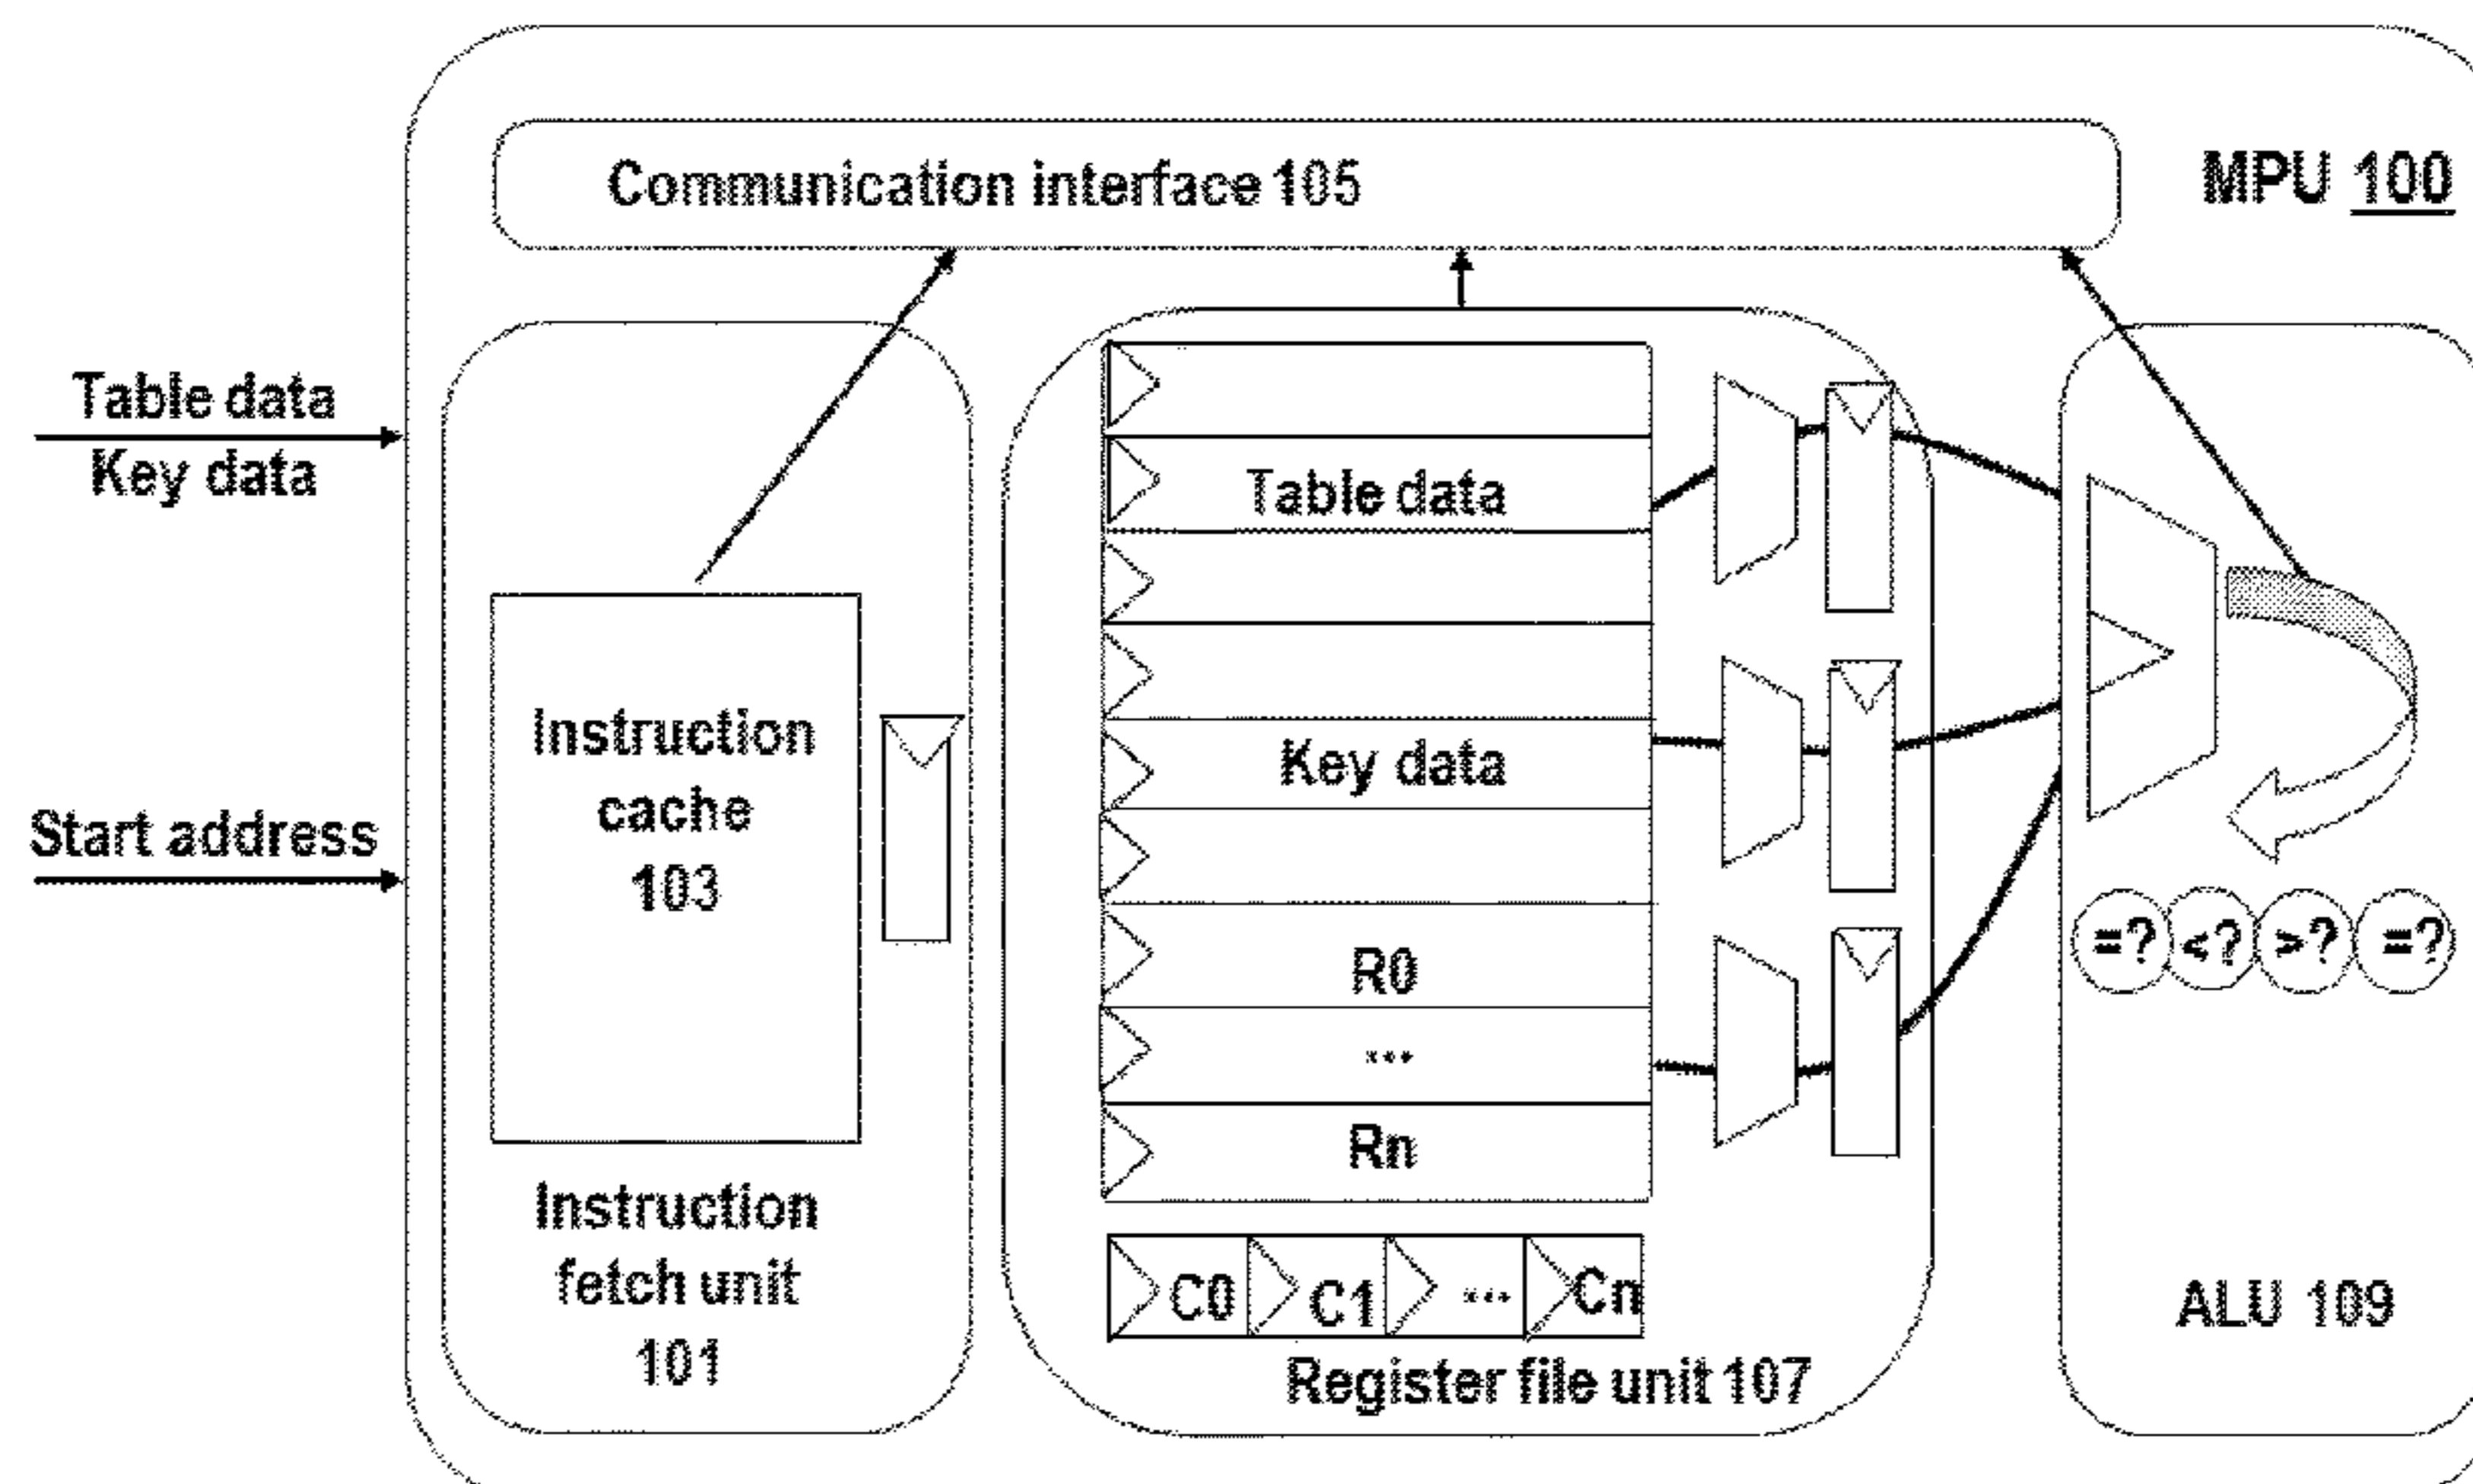 Communication interface 105
MPU 100
Table data
Key data
Start address
Instruction
cache
103
Instruction
fetch unit
101
Table data
Key data
R0
...
Rn
C0 C1 ... Cn
Register file unit 107
=? <? >? =?
ALU 109